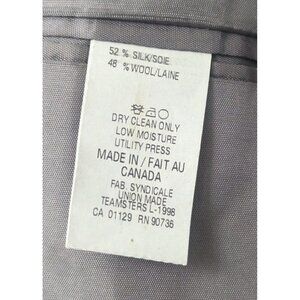 52 % SILK/SOIE
48 % WOOL/LAINE
DRY CLEAN ONLY
LOW MOISTURE
UTILITY PRESS
MADE IN / FAIT AU
CANADA
FAB. SYNDICALE
UNION MADE
TEAMSTERS L-1998
CA 01129 RN 90736